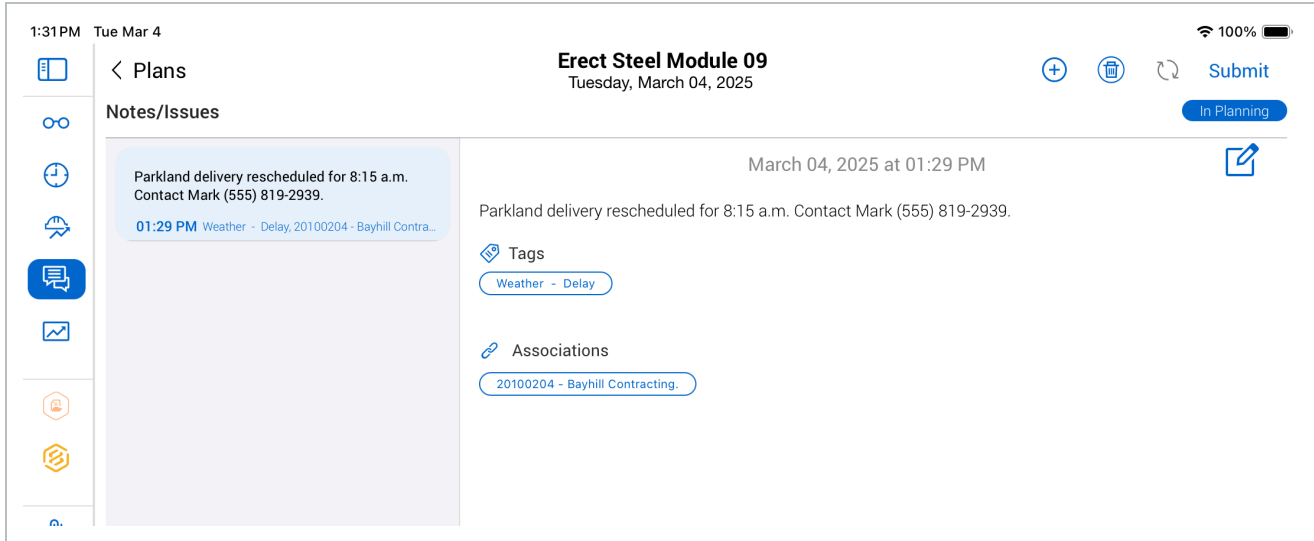 1:31 PM Tue Mar 4
100%
Plans
Erect Steel Module 09
Tuesday, March 04, 2025
Submit
Notes/Issues
In Planning
Parkland delivery rescheduled for 8:15 a.m.
Contact Mark (555) 819-2939.
01:29 PM Weather - Delay, 20100204 - Bayhill Contra...
March 04, 2025 at 01:29 PM
Parkland delivery rescheduled for 8:15 a.m. Contact Mark (555) 819-2939.
Tags
Weather - Delay
Associations
20100204 - Bayhill Contracting.